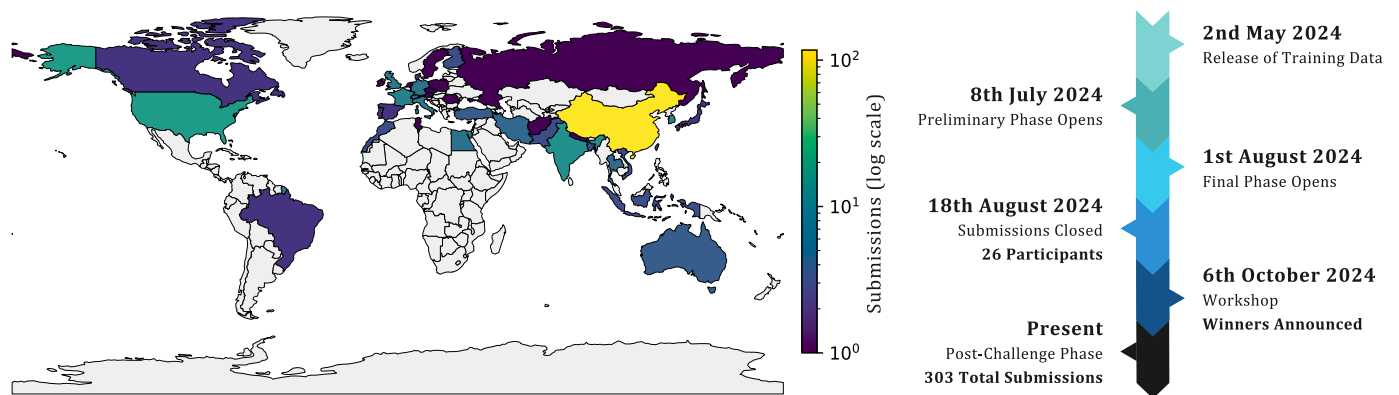 10²
10¹
10⁰
Submissions (log scale)
2nd May 2024
Release of Training Data
8th July 2024
Preliminary Phase Opens
1st August 2024
Final Phase Opens
18th August 2024
Submissions Closed
26 Participants
6th October 2024
Workshop
Winners Announced
Present
Post-Challenge Phase
303 Total Submissions